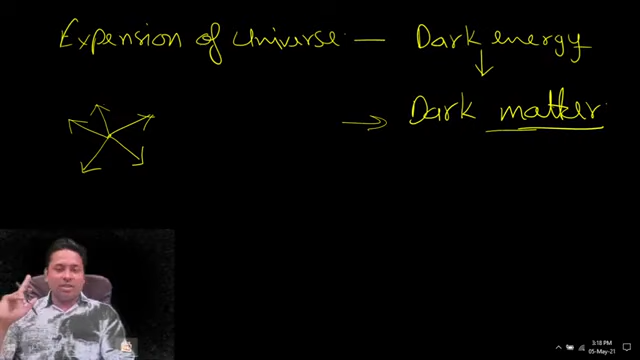 Expension of Universe — Dark energy
Dark matter
3:18 PM
05-May-21